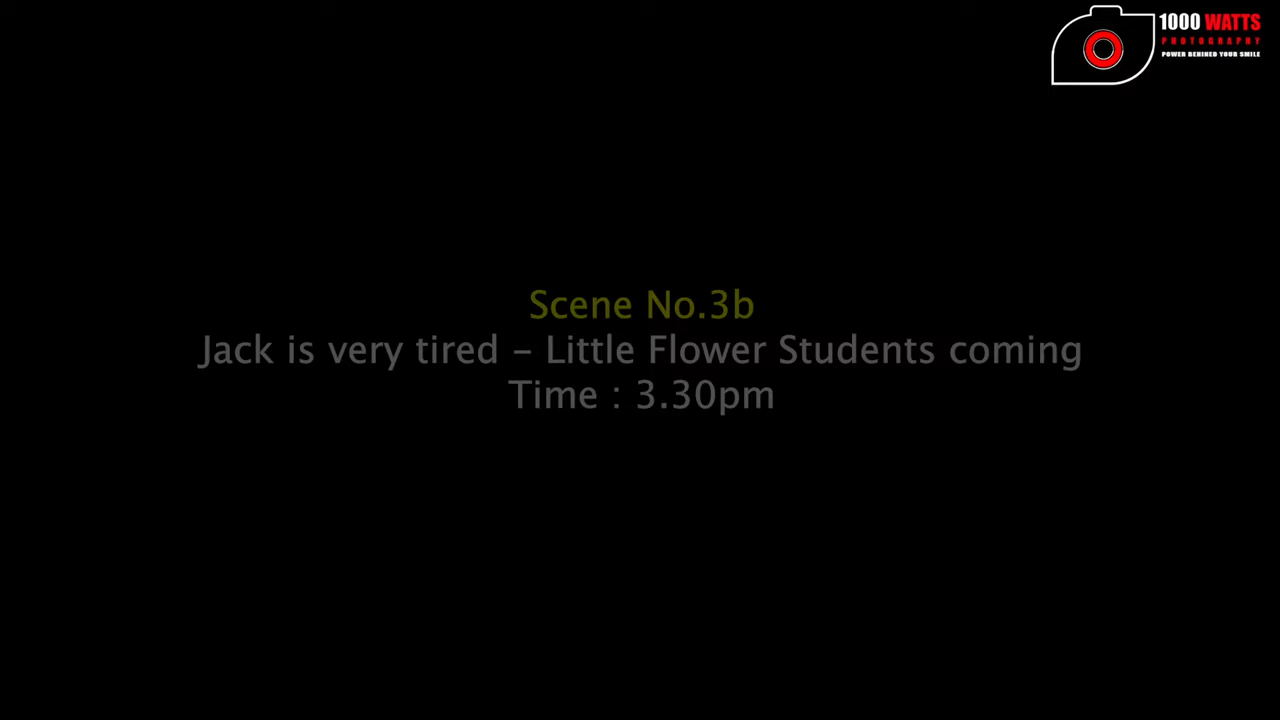 1000 WATTS
PHOTOGRAPHY
POWER BEHIND YOUR SMILE
Scene No.3b
Jack is very tired – Little Flower Students coming
Time : 3.30pm